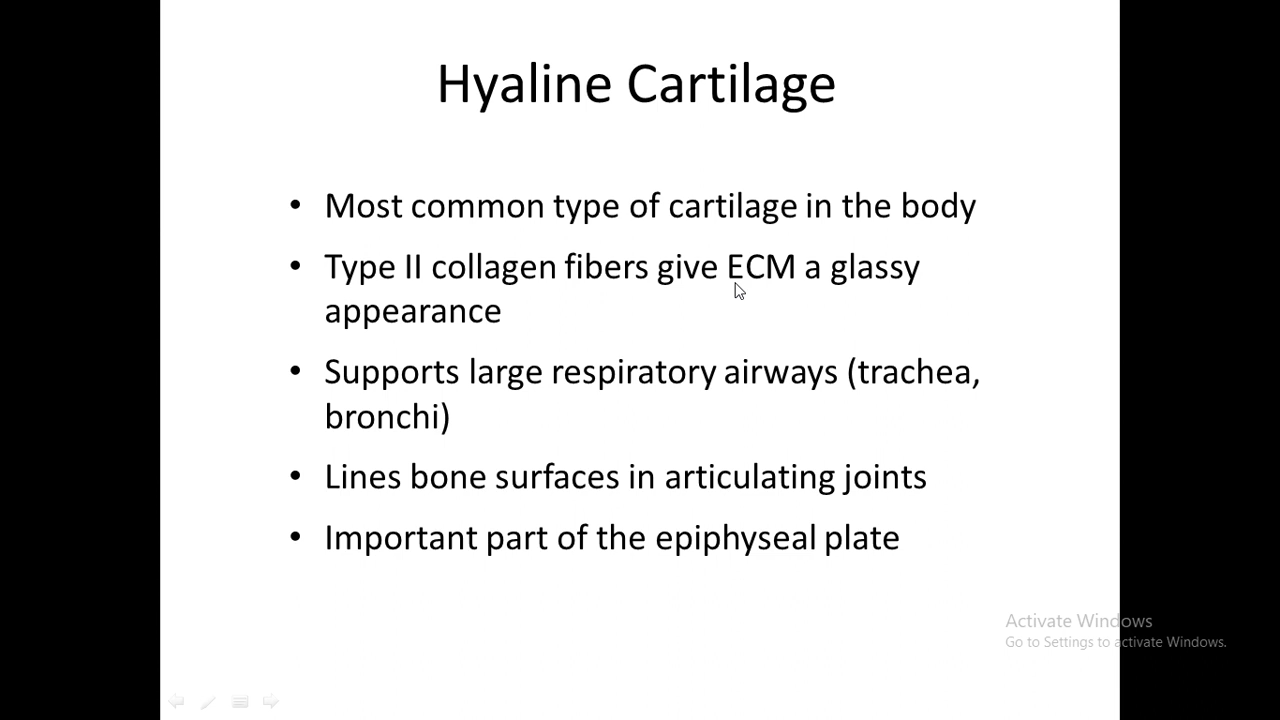 Hyaline Cartilage
• Most common type of cartilage in the body
• Type II collagen fibers give ECM a glassy
appearance
• Supports large respiratory airways (trachea,
bronchi)
• Lines bone surfaces in articulating joints
• Important part of the epiphyseal plate
Activate Windows
Go to Settings to activate Windows.